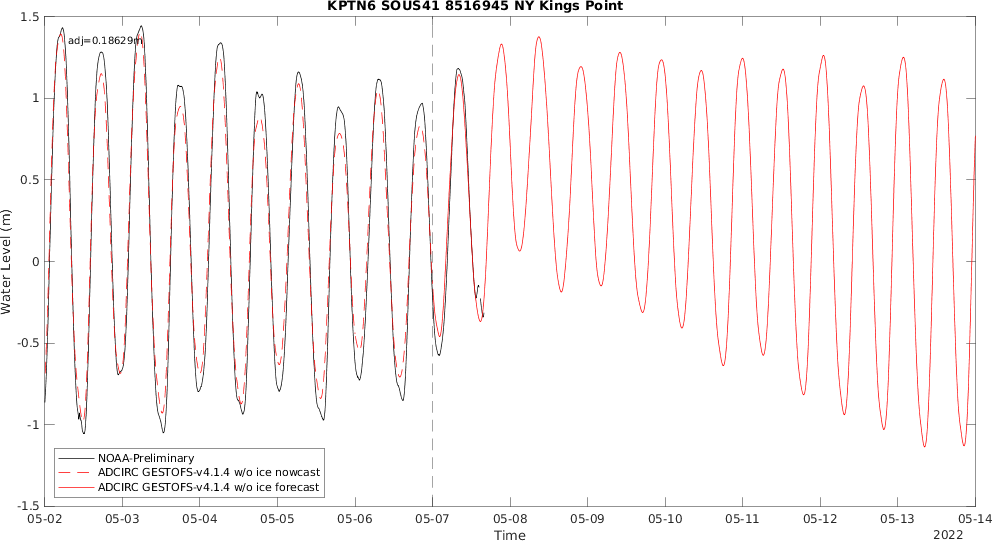 KPTN6 SOUS41 8516945 NY Kings Point
adj=0.18629m
1.5
1
0.5
0
-0.5
-1
-1.5
Water Level (m)
NOAA-Preliminary
ADCIRC GESTOFS-v4.1.4 w/o ice nowcast
ADCIRC GESTOFS-v4.1.4 w/o ice forecast
05-02 05-03 05-04 05-05 05-06 05-07 05-08 05-09 05-10 05-11 05-12 05-13 05-14
Time
2022